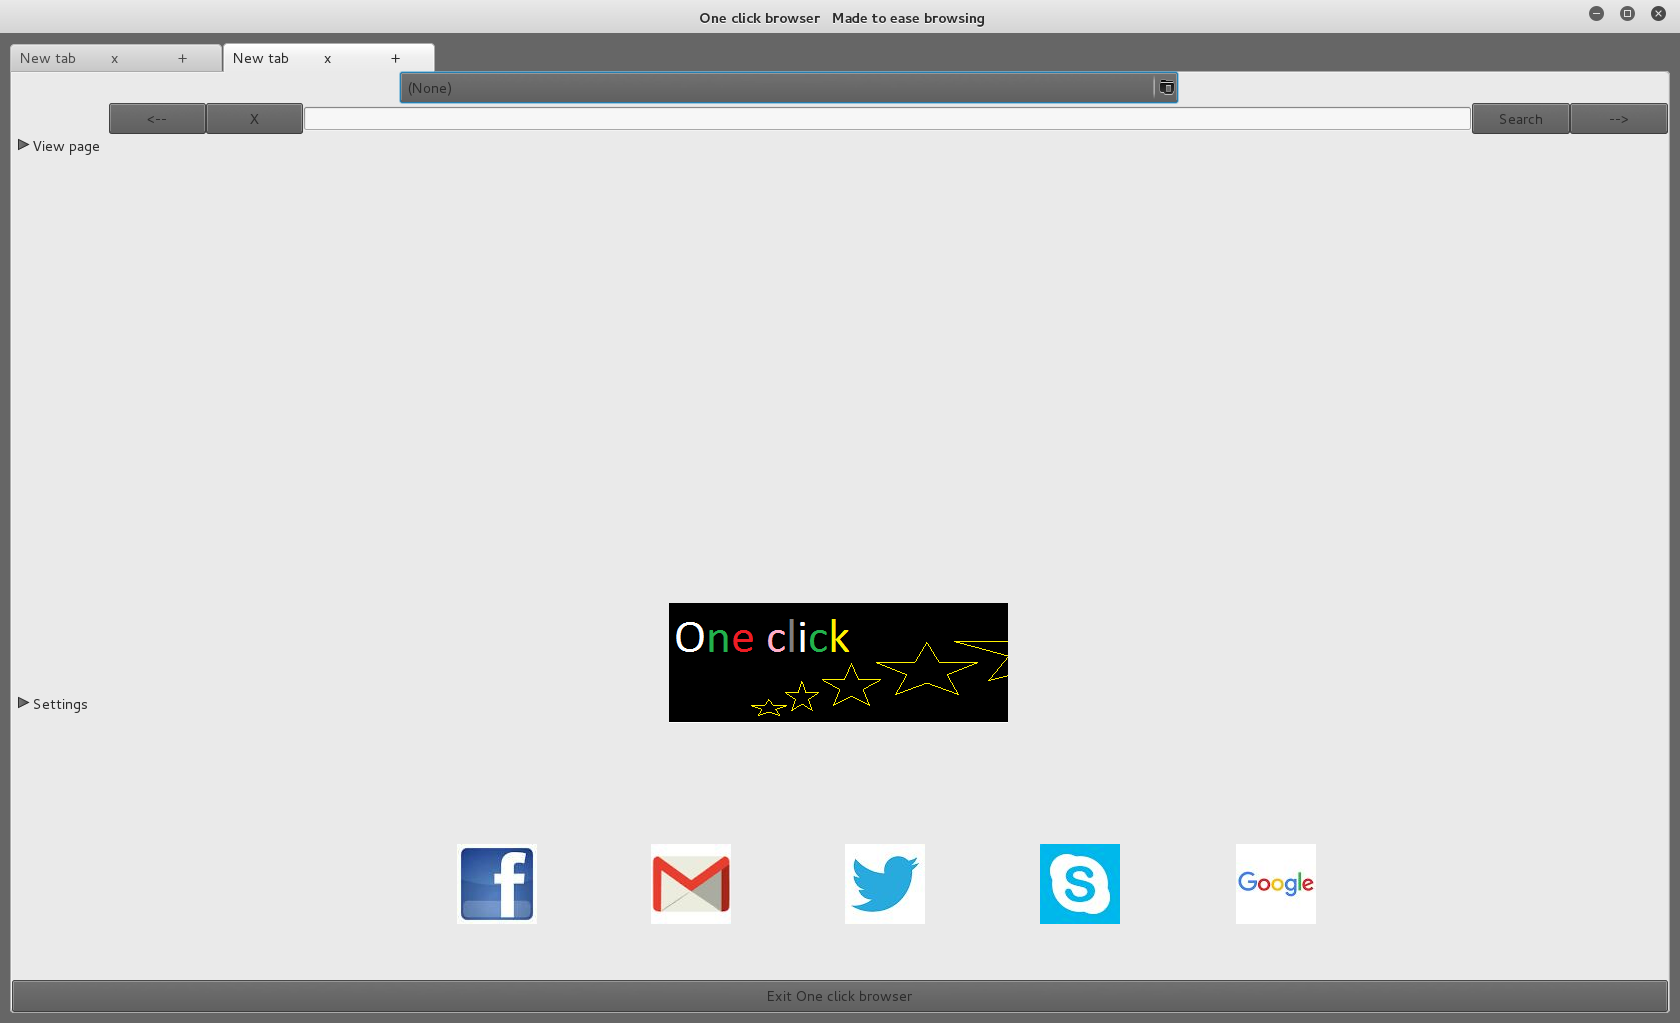 One click browser   Made to ease browsing
New tab x + New tab x +
(None)
<-- X Search -->
View page
One click
Settings
f S Google
Exit One click browser